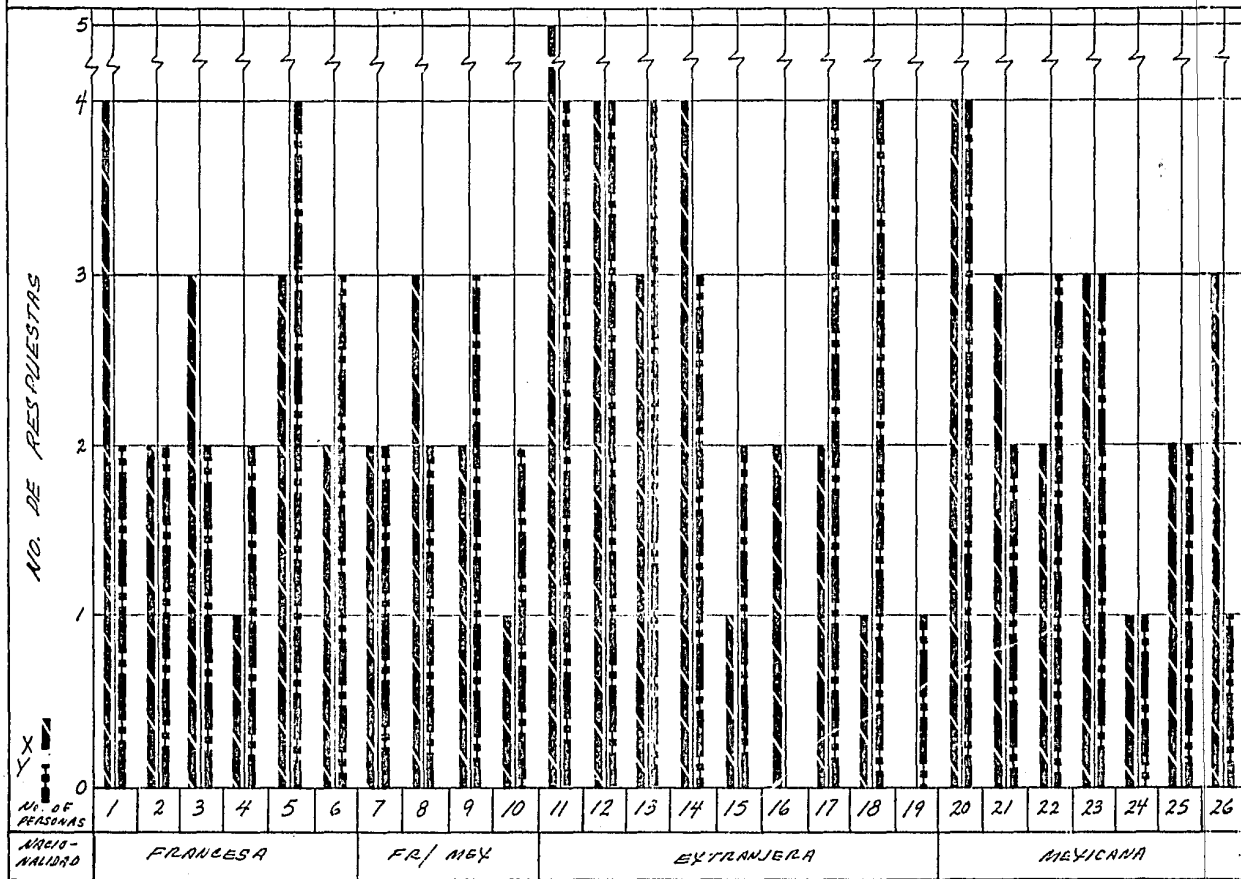 5
4
3
2
1
0
NO. DE RESPUESTAS
Y X
No. OF PERSONAS 1 2 3 4 5 6 7 8 9 10 11 12 13 14 15 16 17 18 19 20 21 22 23 24 25 26
NACIO-
NALIDAD FRANCESA FR/ MEX EXTRANJERA MEXICANA